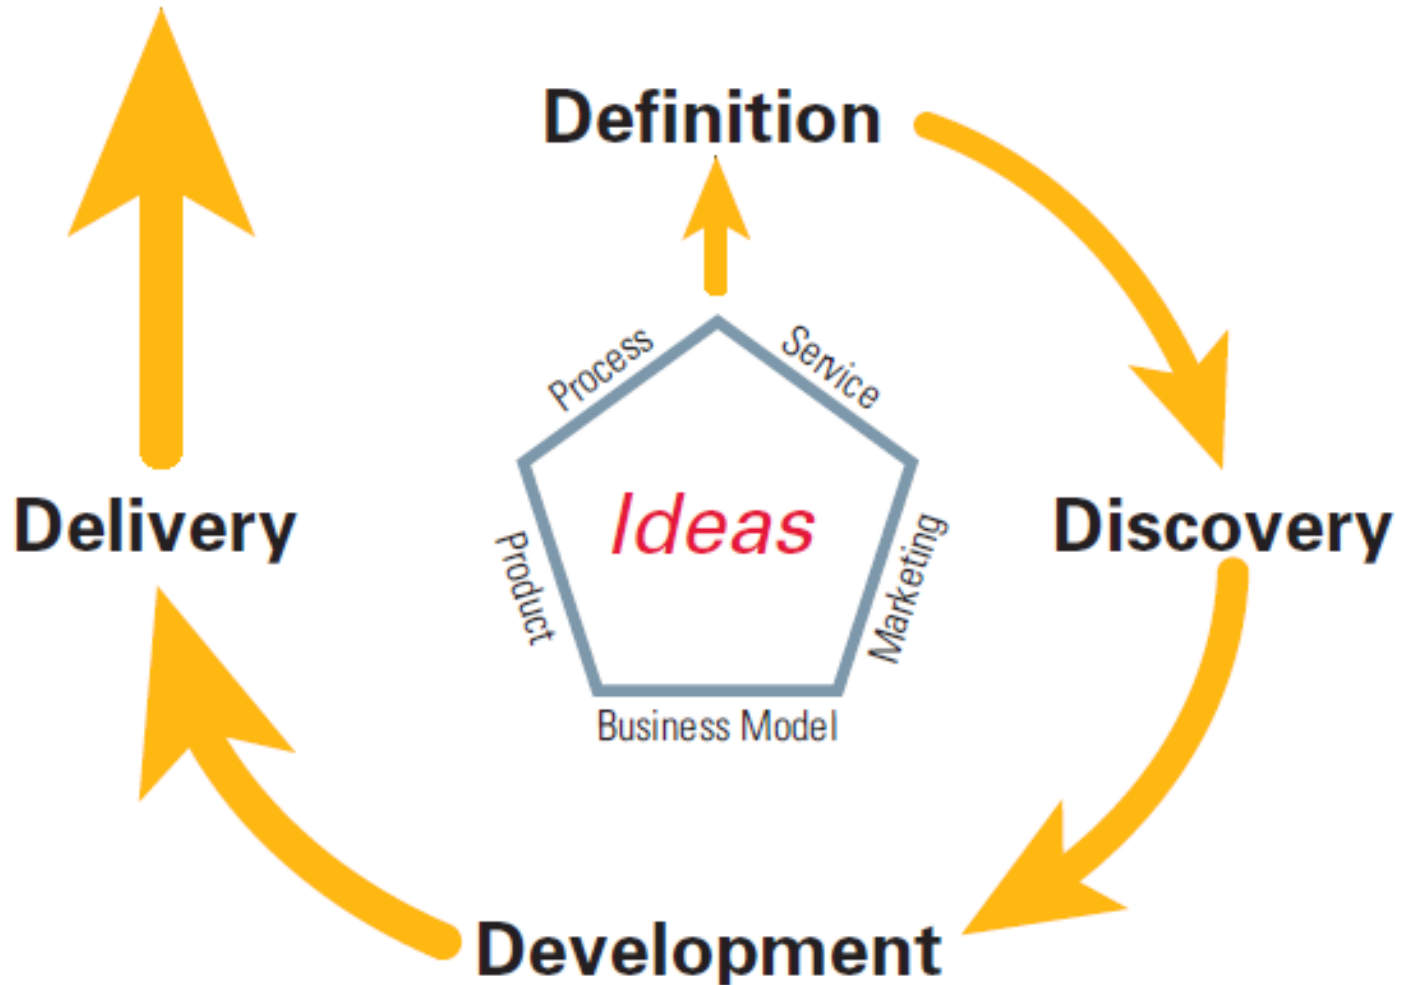 Definition
Process
Service
Delivery
Ideas
Discovery
Product
Marketing
Business Model
Development